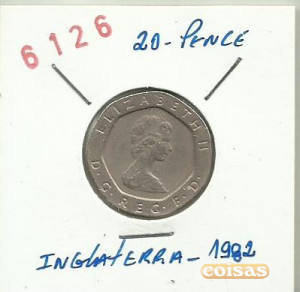 6126
20-PENCE
ELIZABETH·II
D·G·REG·F·D·
INGLATERRA-1982
coisas